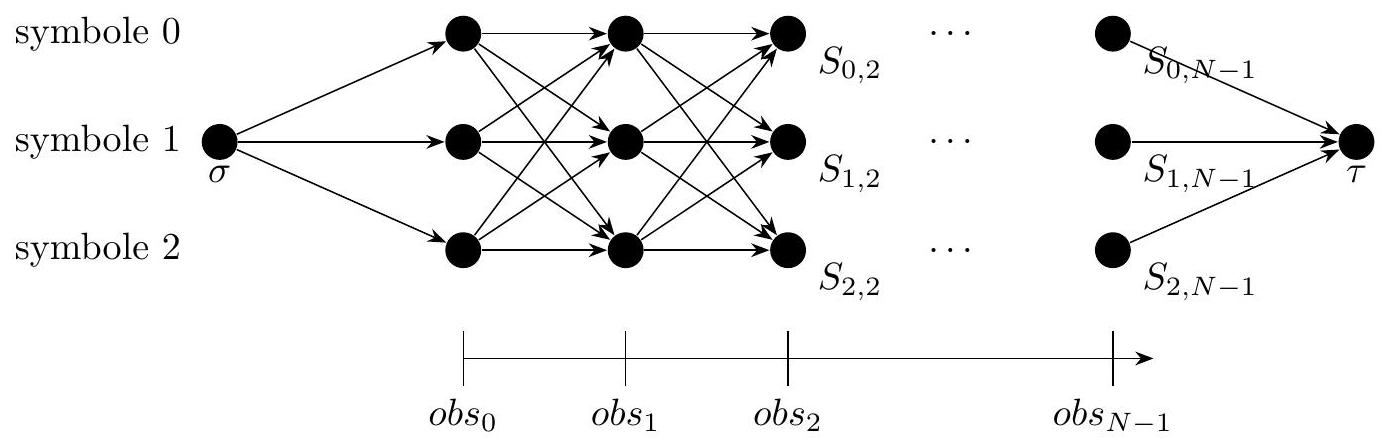 symbole 0
S_{0,2} ··· S_{0,N−1}
symbole 1
σ S_{1,2} ··· S_{1,N−1} τ
symbole 2
S_{2,2} ··· S_{2,N−1}
obs_0 obs_1 obs_2 obs_{N−1}